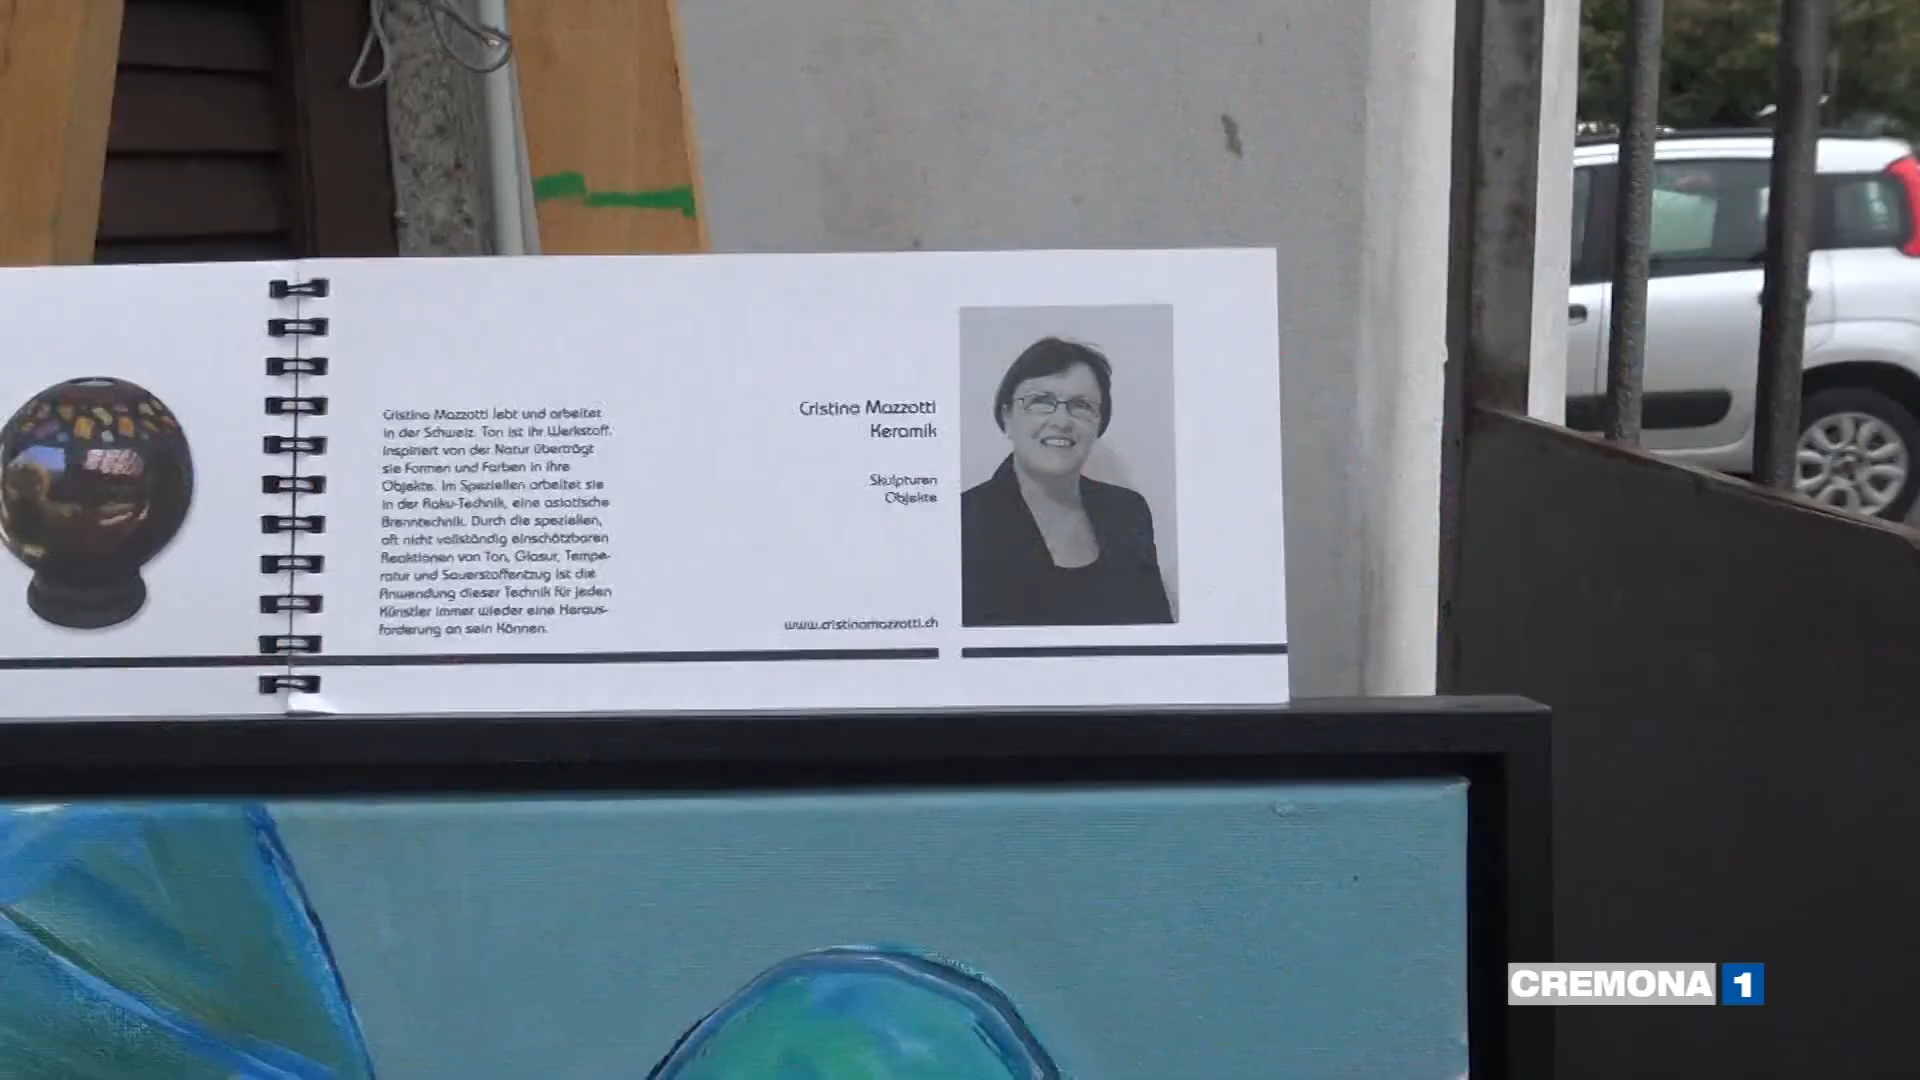 Cristina Mazzotti lebt und arbeitet
in der Schweiz. Ton ist ihr Werkstoff.
Inspiriert von der Natur überträgt
sie Formen und Farben in ihre
Objekte. Im Speziellen arbeitet sie
in der Raku-Technik, eine asiatische
Brenntechnik. Durch die speziellen,
oft nicht vollständig einschätzbaren
Reaktionen von Ton, Glasur, Tempe-
ratur und Sauerstoffentzug ist die
Anwendung dieser Technik für jeden
Künstler immer wieder eine Heraus-
forderung an sein Können.
Cristina Mazzotti
Keramik
Skulpturen
Objekte
www.cristinamazzotti.ch
CREMONA 1